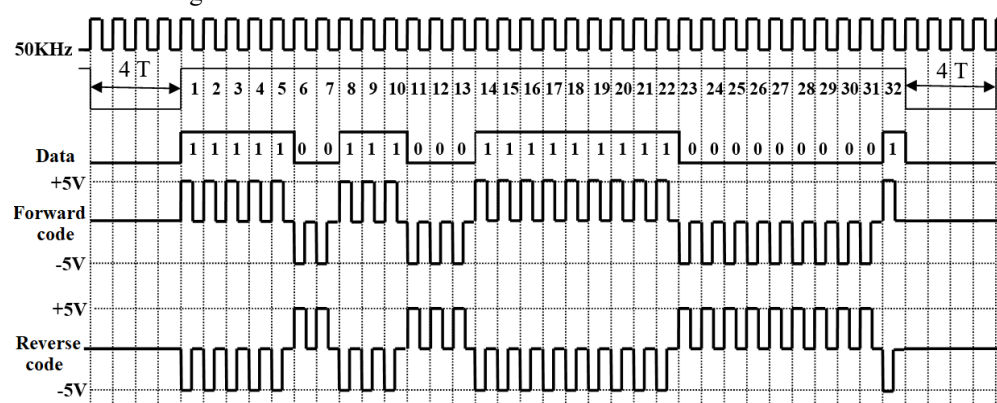 50KHz
4 T 1 2 3 4 5 6 7 8 9 10 11 12 13 14 15 16 17 18 19 20 21 22 23 24 25 26 27 28 29 30 31 32 4 T
Data 1 1 1 1 1 0 0 1 1 1 0 0 0 1 1 1 1 1 1 1 1 1 0 0 0 0 0 0 0 0 0 1
+5V
Forward
code
-5V
+5V
Reverse
code
-5V